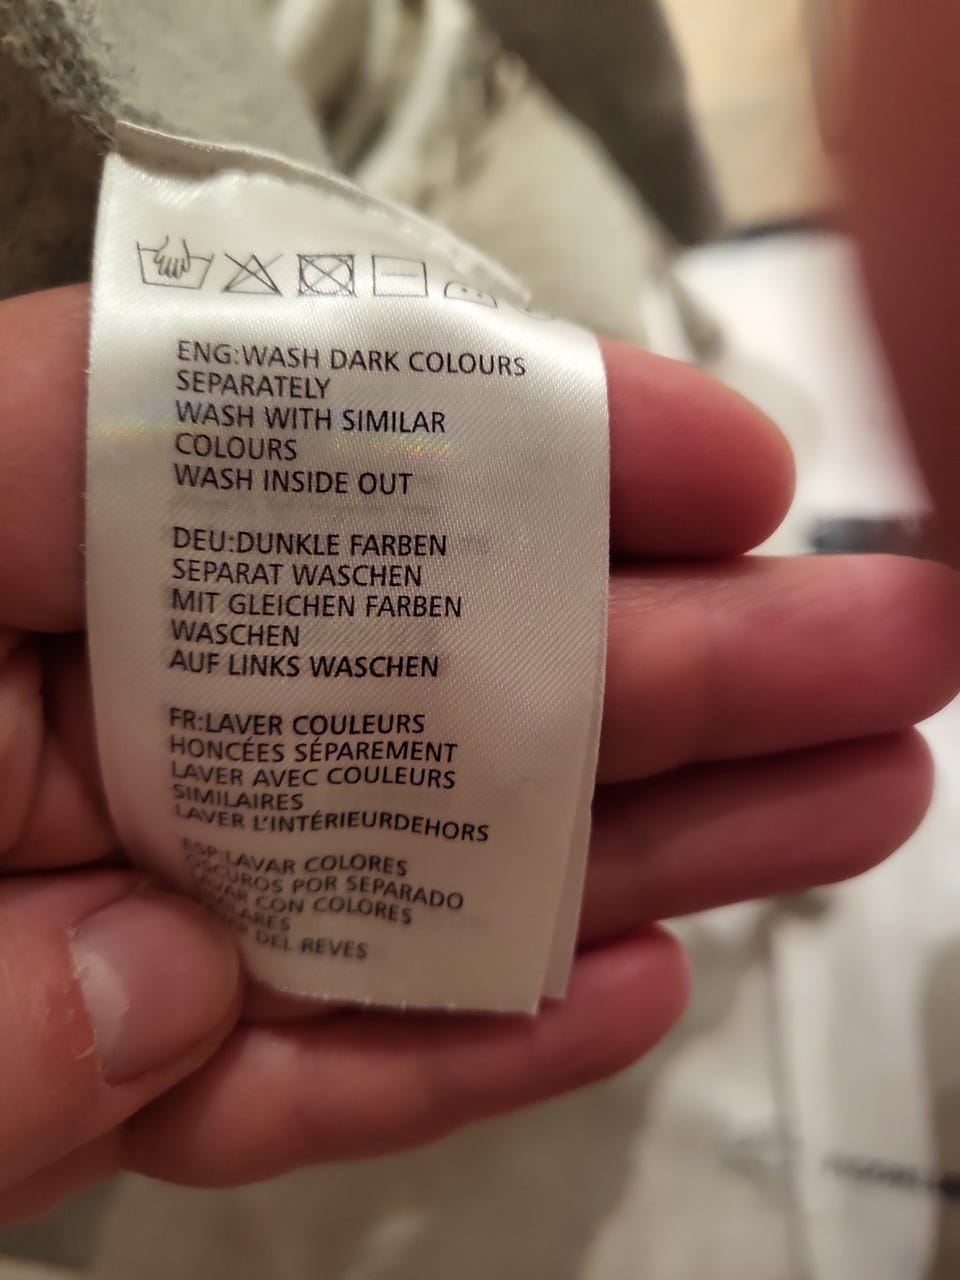 ENG:WASH DARK COLOURS
SEPARATELY
WASH WITH SIMILAR
COLOURS
WASH INSIDE OUT
DEU:DUNKLE FARBEN
SEPARAT WASCHEN
MIT GLEICHEN FARBEN
WASCHEN
AUF LINKS WASCHEN
FR:LAVER COULEURS
HONCÉES SÉPAREMENT
LAVER AVEC COULEURS
SIMILAIRES
LAVER L'INTÉRIEURDEHORS
ESP:LAVAR COLORES
OSCUROS POR SEPARADO
LAVAR CON COLORES
DEL REVES